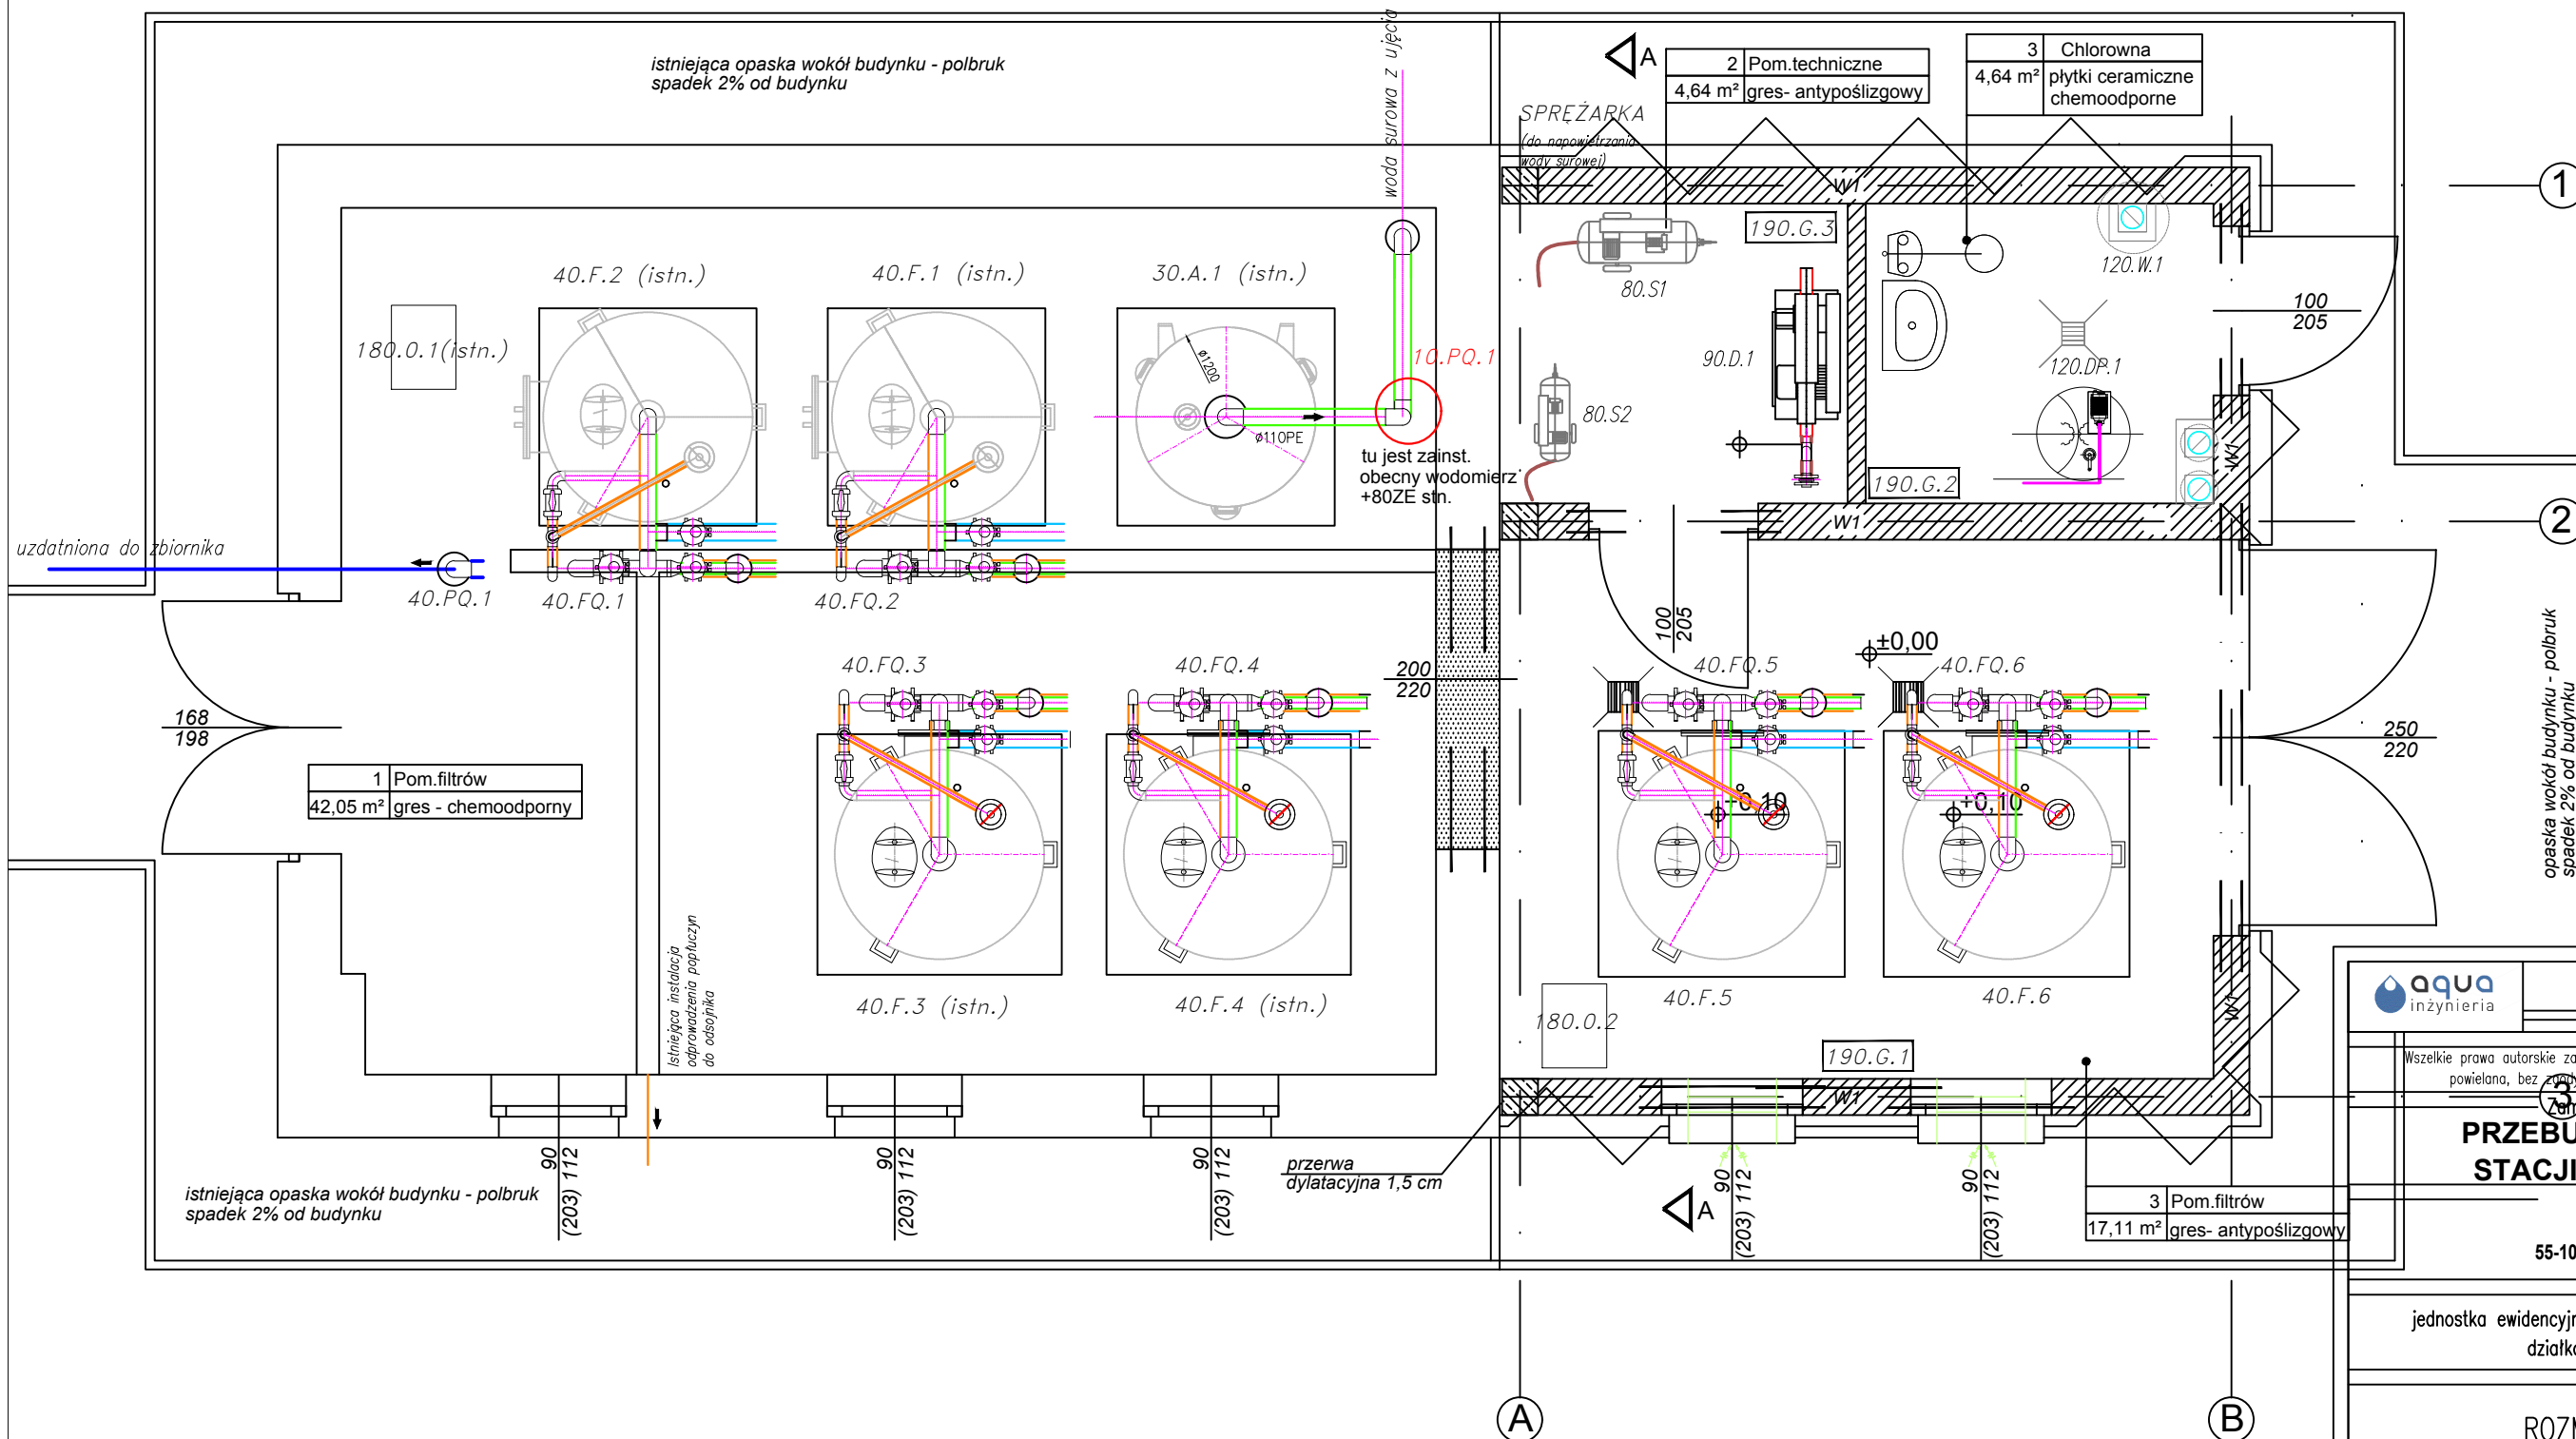 istniejąca opaska wokół budynku - polbruk
spadek 2% od budynku
woda surowa z ujęcia
A
2 Pom.techniczne
4,64 m² gres- antypoślizgowy
3 Chlorowna
4,64 m² płytki ceramiczne
chemoodporne
SPRĘŻARKA
(do napowietrzania
wody surowej)
W1
1
190.G.3
120.W.1
40.F.2 (istn.)
40.F.1 (istn.)
30.A.1 (istn.)
80.S1
100
205
180.O.1(istn.)
ø1200
10.PQ.1
90.D.1
120.DP.1
ø110PE
80.S2
tu jest zainst.
obecny wodomierz
+80ZE stn.
W1
190.G.2
W1
2
uzdatniona do zbiornika
40.PQ.1
40.FQ.1
40.FQ.2
100
205
±0,00
40.FQ.3
40.FQ.4
40.FQ.5
40.FQ.6
200
220
168
198
250
220
opaska wokół budynku - polbruk
spadek 2% od budynku
1 Pom.filtrów
42,05 m² gres - chemoodporny
+0,10
+0,10
Istniejąca instalacja
odprowadzenia popłuczyn
do odsojnika
40.F.3 (istn.)
40.F.4 (istn.)
40.F.5
40.F.6
180.O.2
190.G.1
W1
W1
aqua
inżynieria
Wszelkie prawa autorskie
powielana, bez
3
PRZEBU
STACJI
90
(203) 112
90
(203) 112
90
(203) 112
przerwa
dylatacyjna 1,5 cm
90
(203) 112
90
(203) 112
A
istniejąca opaska wokół budynku - polbruk
spadek 2% od budynku
3 Pom.filtrów
17,11 m² gres- antypoślizgowy
55-10
jednostka ewidencyjn
działk
A
B